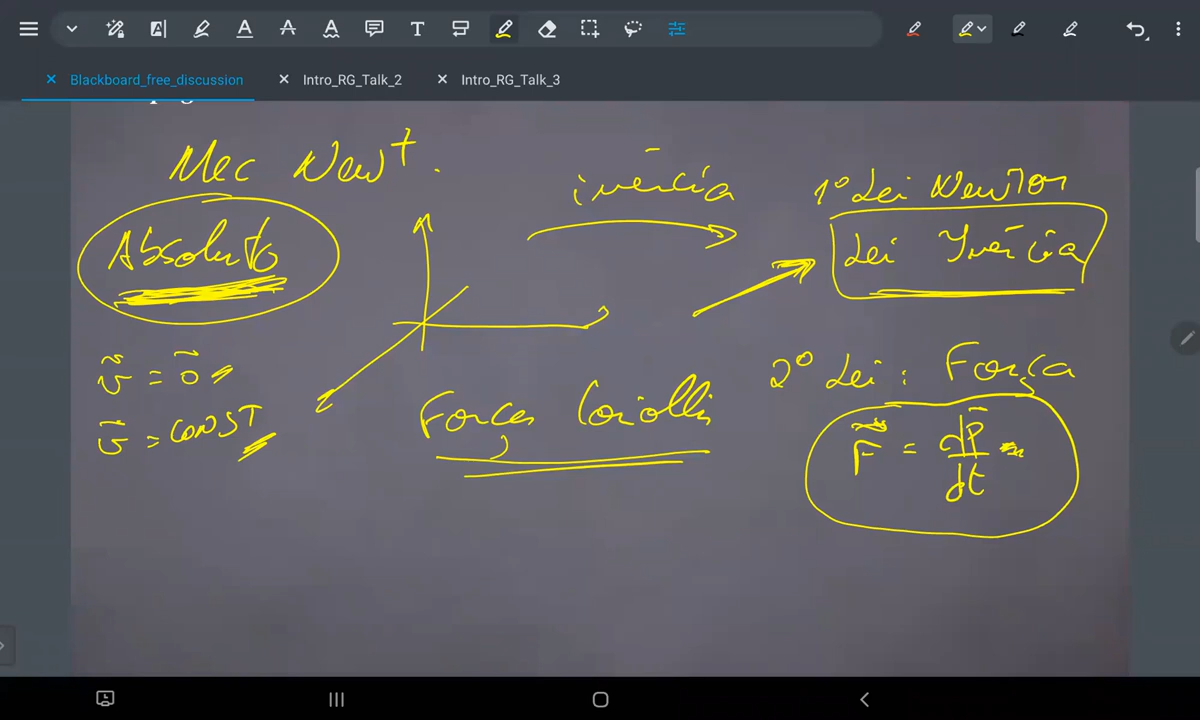 Blackboard_free_discussion
Intro_RG_Talk_2
Intro_RG_Talk_3
Mec Newt.
Absoluto
inércia
1º Lei Newton
Lei Inércia
v⃗ = 0⃗
v⃗ = const
Forças Coriollis
2º Lei: Força
F⃗ = dP⃗/dt